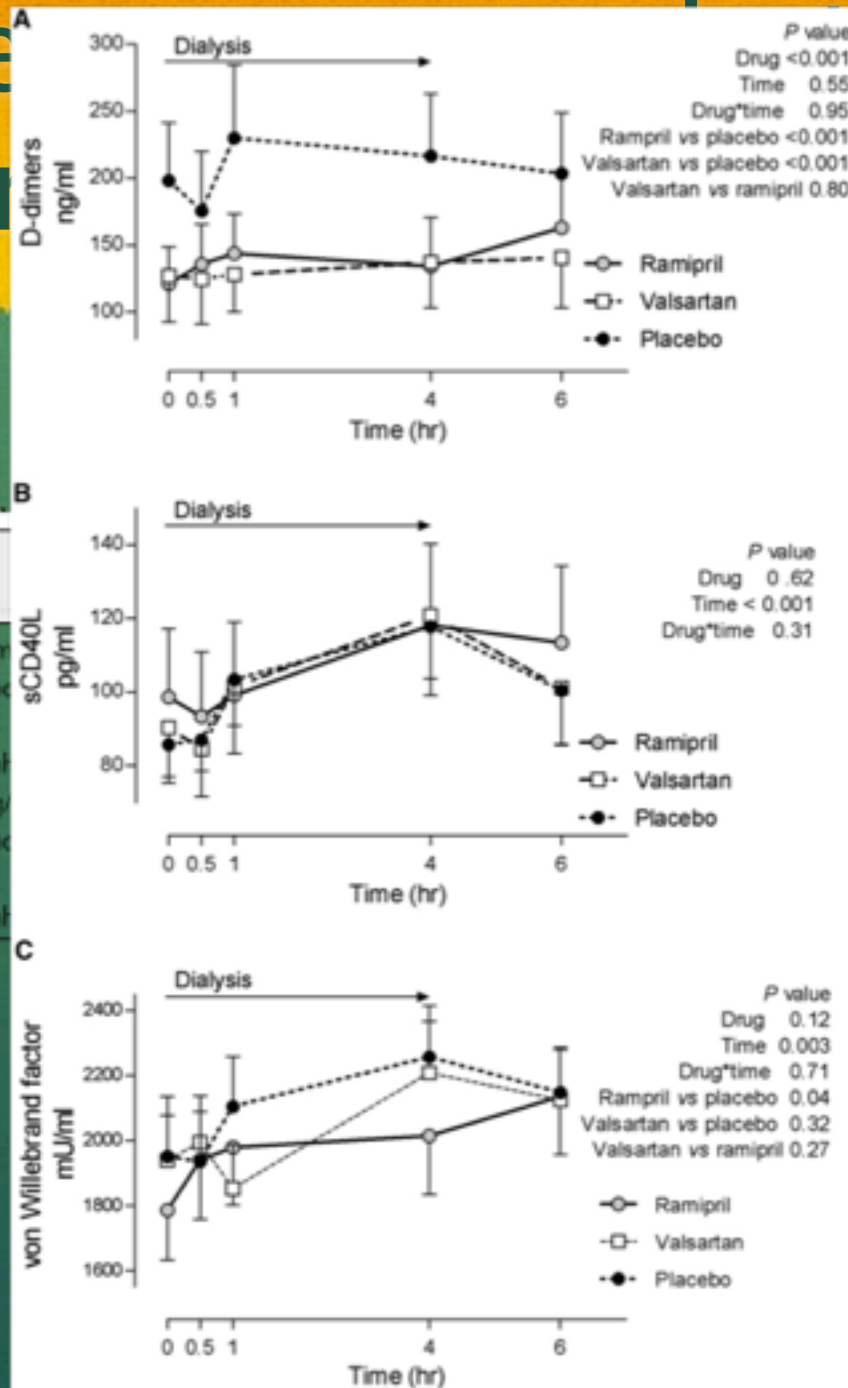 A
Dialysis
300
250
200
150
100
D-dimers
ng/ml
P value
Drug <0.001
Time 0.55
Drug*time 0.95
Rampril vs placebo <0.001
Valsartan vs placebo <0.001
Valsartan vs ramipril 0.80
Ramipril
Valsartan
Placebo
0 0.5 1 4 6
Time (hr)
B
Dialysis
140
120
100
80
sCD40L
pg/ml
P value
Drug 0 .62
Time < 0.001
Drug*time 0.31
Ramipril
Valsartan
Placebo
0 0.5 1 4 6
Time (hr)
C
Dialysis
2400
2200
2000
1800
1600
von Willebrand factor
mU/ml
P value
Drug 0.12
Time 0.003
Drug*time 0.71
Rampril vs placebo 0.04
Valsartan vs placebo 0.32
Valsartan vs ramipril 0.27
Ramipril
Valsartan
Placebo
0 0.5 1 4 6
Time (hr)